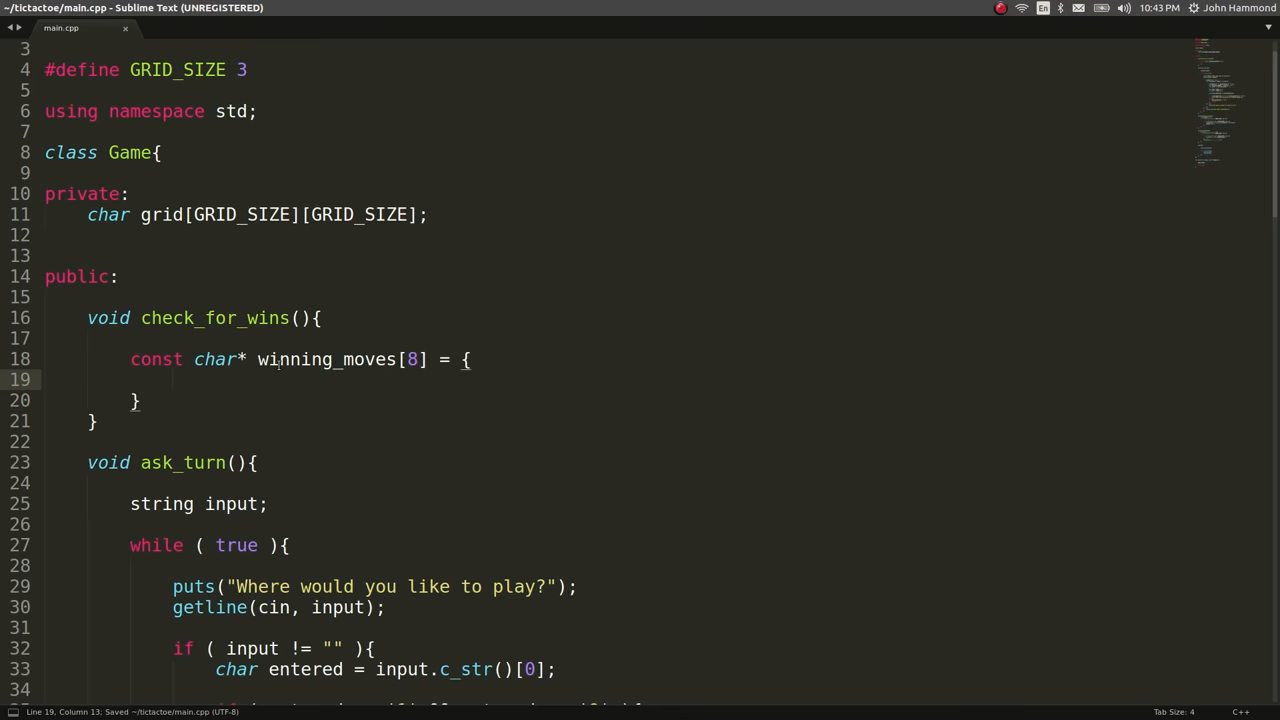 ~/tictactoe/main.cpp - Sublime Text (UNREGISTERED)
En
10:43 PM
John Hammond
main.cpp
3
4 #define GRID_SIZE 3
5
6 using namespace std;
7
8 class Game{
9
10 private:
11 char grid[GRID_SIZE][GRID_SIZE];
12
13
14 public:
15
16 void check_for_wins(){
17
18 const char* winning_moves[8] = {
19
20 }
21 }
22
23 void ask_turn(){
24
25 string input;
26
27 while ( true ){
28
29 puts("Where would you like to play?");
30 getline(cin, input);
31
32 if ( input != "" ){
33 char entered = input.c_str()[0];
34
Line 19, Column 13; Saved ~/tictactoe/main.cpp (UTF-8)
Tab Size: 4
C++